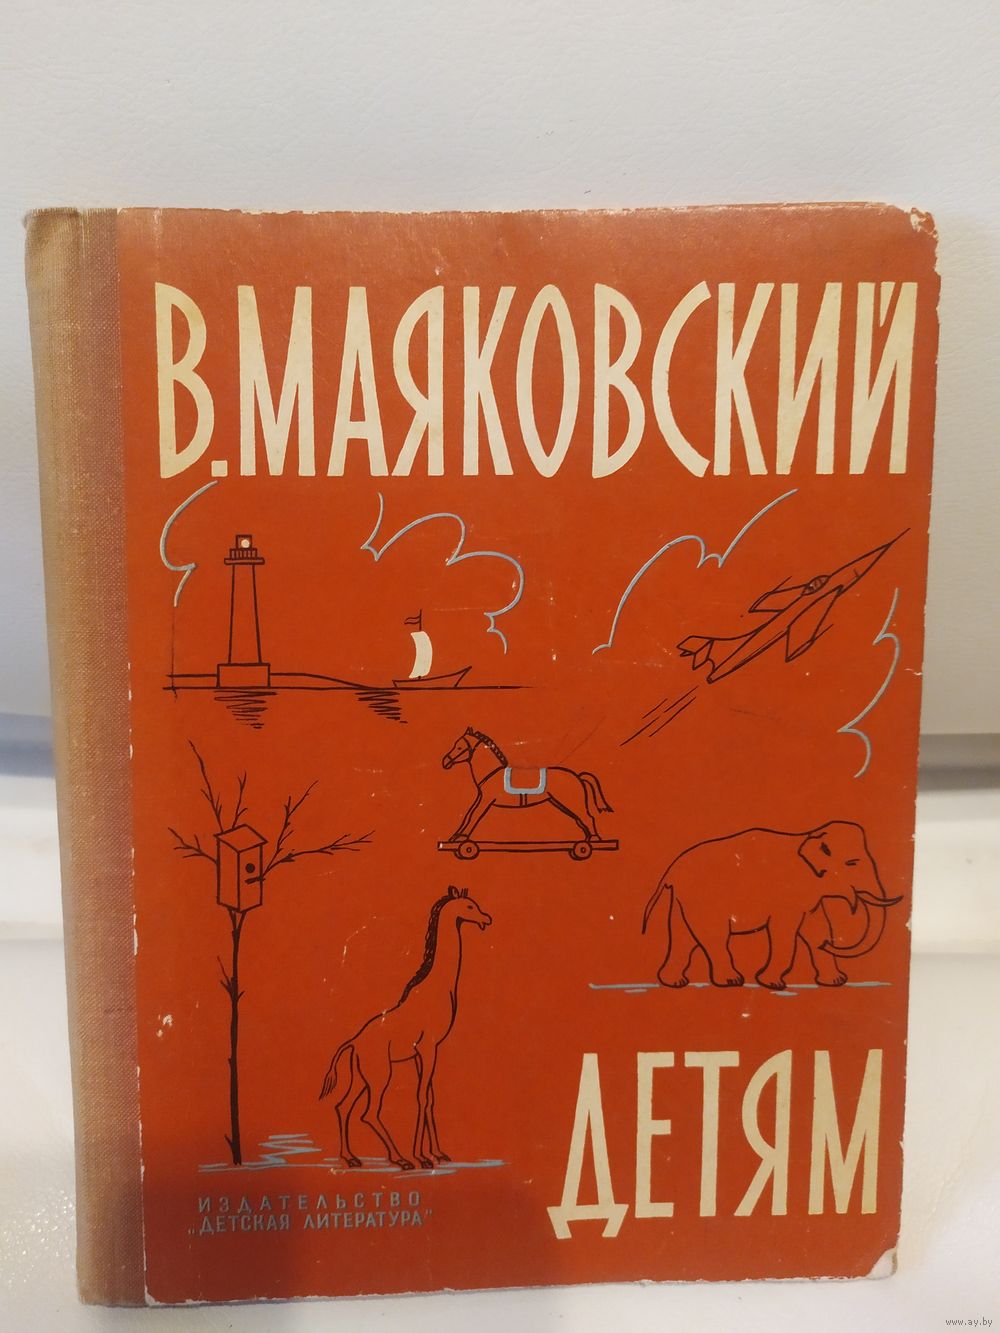 В. МАЯКОВСКИЙ
ДЕТЯМ
ИЗДАТЕЛЬСТВО
„ДЕТСКАЯ ЛИТЕРАТУРА"
www.ay.by